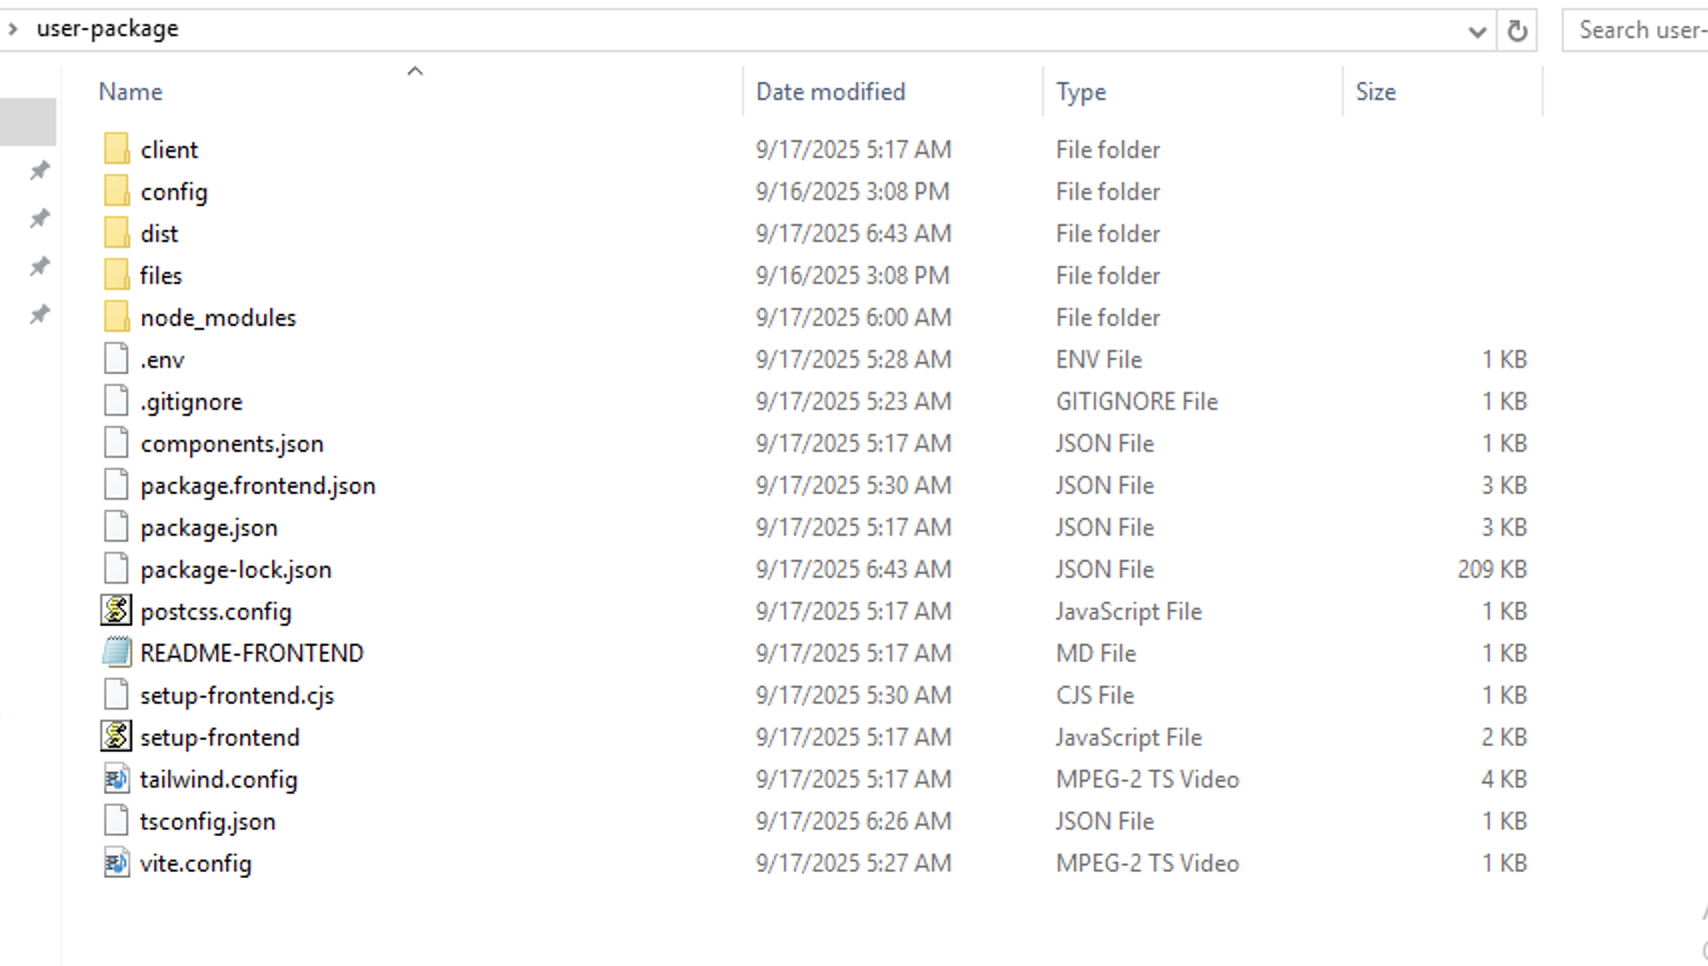 user-package
Search user-
Name Date modified Type Size
client 9/17/2025 5:17 AM File folder
config 9/16/2025 3:08 PM File folder
dist 9/17/2025 6:43 AM File folder
files 9/16/2025 3:08 PM File folder
node_modules 9/17/2025 6:00 AM File folder
.env 9/17/2025 5:28 AM ENV File 1 KB
.gitignore 9/17/2025 5:23 AM GITIGNORE File 1 KB
components.json 9/17/2025 5:17 AM JSON File 1 KB
package.frontend.json 9/17/2025 5:30 AM JSON File 3 KB
package.json 9/17/2025 5:17 AM JSON File 3 KB
package-lock.json 9/17/2025 6:43 AM JSON File 209 KB
postcss.config 9/17/2025 5:17 AM JavaScript File 1 KB
README-FRONTEND 9/17/2025 5:17 AM MD File 1 KB
setup-frontend.cjs 9/17/2025 5:30 AM CJS File 1 KB
setup-frontend 9/17/2025 5:17 AM JavaScript File 2 KB
tailwind.config 9/17/2025 5:17 AM MPEG-2 TS Video 4 KB
tsconfig.json 9/17/2025 6:26 AM JSON File 1 KB
vite.config 9/17/2025 5:27 AM MPEG-2 TS Video 1 KB